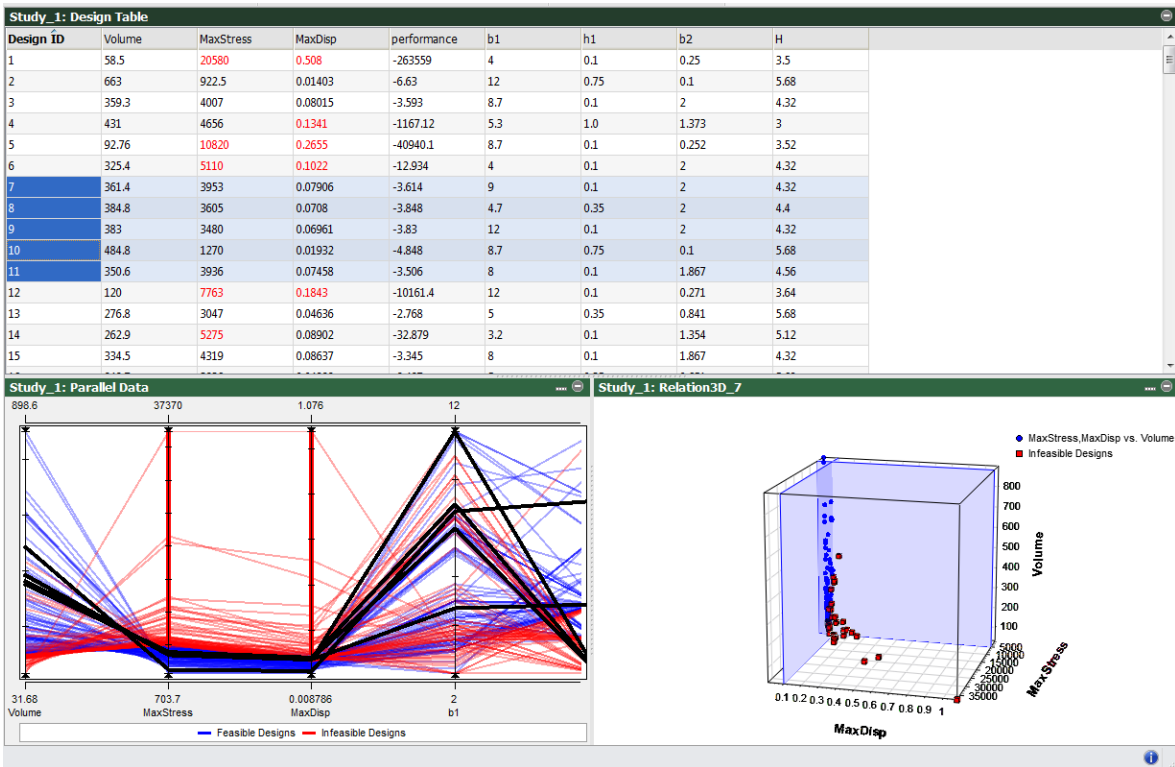 Study_1: Design Table
Design ID Volume MaxStress MaxDisp performance b1 h1 b2 H
1 58.5 20580 0.508 -263559 4 0.1 0.25 3.5
2 663 922.5 0.01403 -6.63 12 0.75 0.1 5.68
3 359.3 4007 0.08015 -3.593 8.7 0.1 2 4.32
4 431 4656 0.1341 -1167.12 5.3 1.0 1.373 3
5 92.76 10820 0.2655 -40940.1 8.7 0.1 0.252 3.52
6 325.4 5110 0.1022 -12.934 4 0.1 2 4.32
7 361.4 3953 0.07906 -3.614 9 0.1 2 4.32
8 384.8 3605 0.0708 -3.848 4.7 0.35 2 4.4
9 383 3480 0.06961 -3.83 12 0.1 2 4.32
10 484.8 1270 0.01932 -4.848 8.7 0.75 0.1 5.68
11 350.6 3936 0.07458 -3.506 8 0.1 1.867 4.56
12 120 7763 0.1843 -10161.4 12 0.1 0.271 3.64
13 276.8 3047 0.04636 -2.768 5 0.35 0.841 5.68
14 262.9 5275 0.08902 -32.879 3.2 0.1 1.354 5.12
15 334.5 4319 0.08637 -3.345 8 0.1 1.867 4.32
Study_1: Parallel Data
898.6 37370 1.076 12
31.68 703.7 0.008786 2
Volume MaxStress MaxDisp b1
Feasible Designs Infeasible Designs
Study_1: Relation3D_7
MaxStress,MaxDisp vs. Volume
Infeasible Designs
800
700
600
500
400
300
200
100
Volume
5000
10000
15000
20000
25000
30000
35000
MaxStress
0.1 0.2 0.3 0.4 0.5 0.6 0.7 0.8 0.9 1
MaxDisp